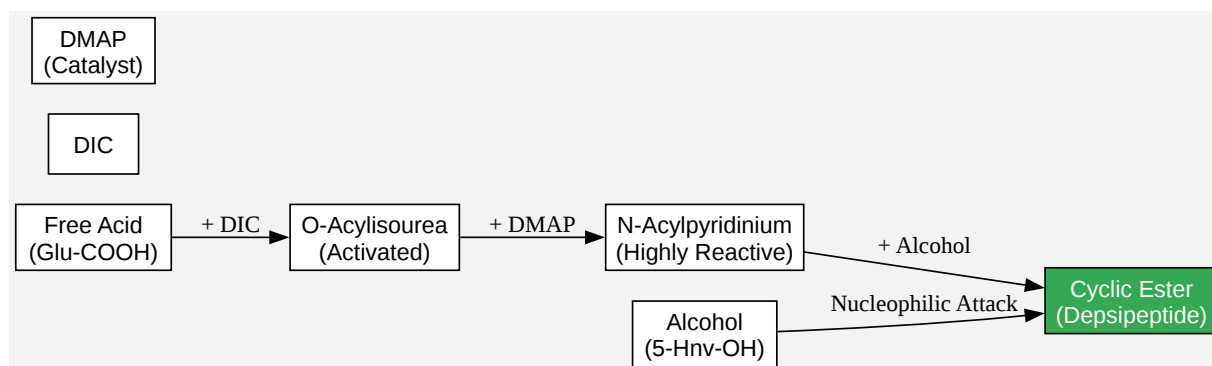 DMAP
(Catalyst)
DIC
Free Acid
(Glu-COOH)
+ DIC
O-Acylisourea
(Activated)
+ DMAP
N-Acylpyridinium
(Highly Reactive)
+ Alcohol
Nucleophilic Attack
Alcohol
(5-Hnv-OH)
Cyclic Ester
(Depsipeptide)